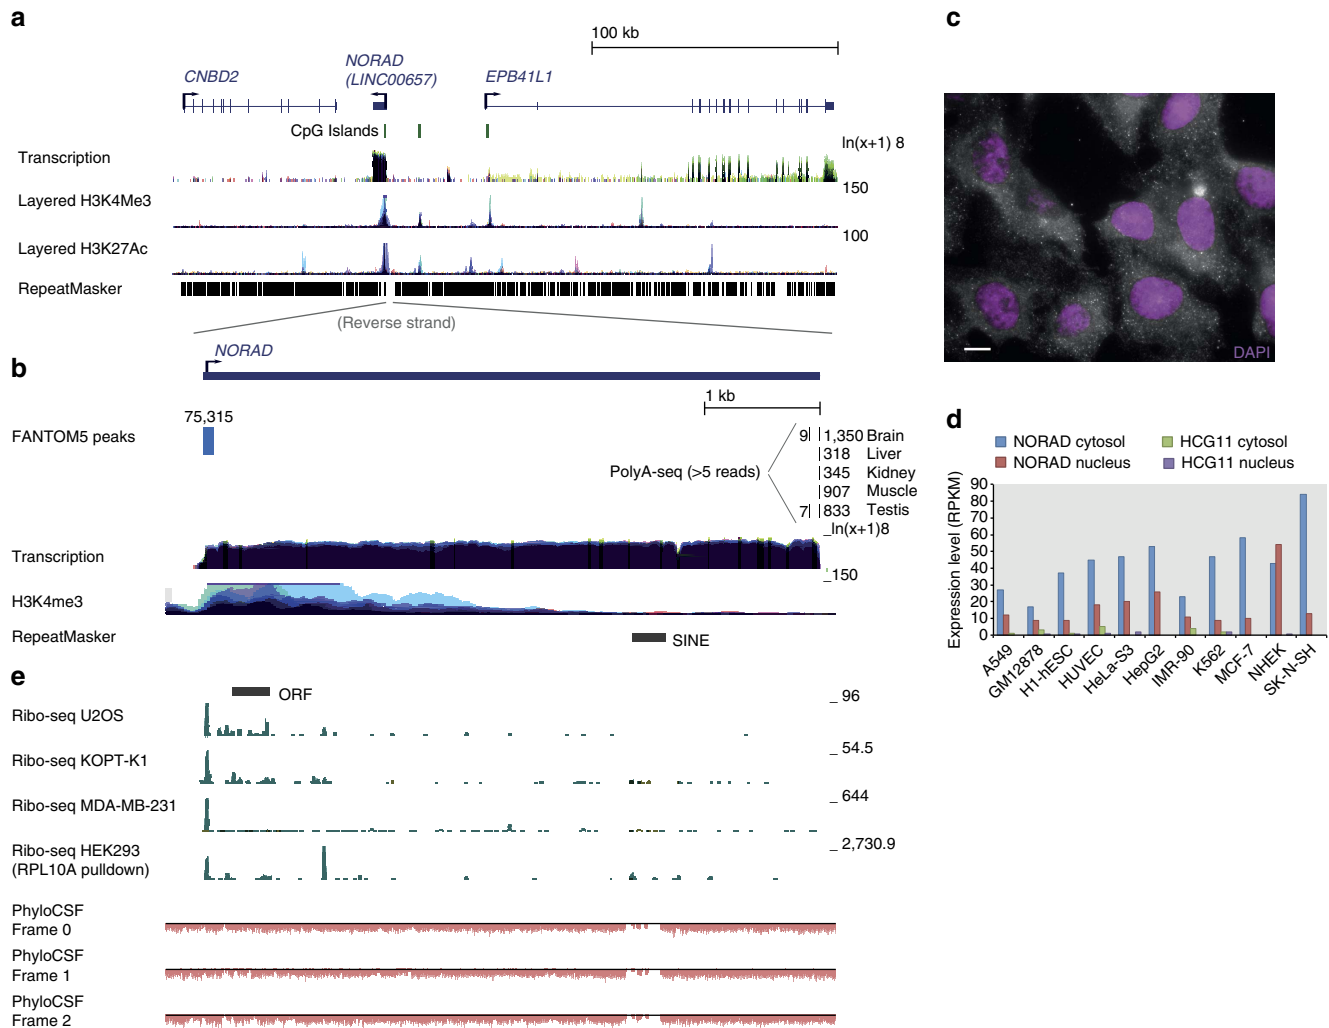 a
100 kb
CNBD2
NORAD
(LINC00657)
EPB41L1
CpG Islands
ln(x+1) 8
Transcription
150
Layered H3K4Me3
100
Layered H3K27Ac
RepeatMasker
(Reverse strand)
b
NORAD
1 kb
75,315
FANTOM5 peaks
PolyA-seq (>5 reads)
9 1,350 Brain
318 Liver
345 Kidney
907 Muscle
7 833 Testis
ln(x+1)8
Transcription
150
H3K4me3
RepeatMasker
SINE
c
DAPI
d
NORAD cytosol
HCG11 cytosol
NORAD nucleus
HCG11 nucleus
Expression level (RPKM)
90
80
70
60
50
40
30
20
10
0
A549
GM12878
H1-hESC
HUVEC
HeLa-S3
HepG2
IMR-90
K562
MCF-7
NHEK
SK-N-SH
e
ORF
96
Ribo-seq U2OS
54.5
Ribo-seq KOPT-K1
644
Ribo-seq MDA-MB-231
2,730.9
Ribo-seq HEK293
(RPL10A pulldown)
PhyloCSF
Frame 0
PhyloCSF
Frame 1
PhyloCSF
Frame 2